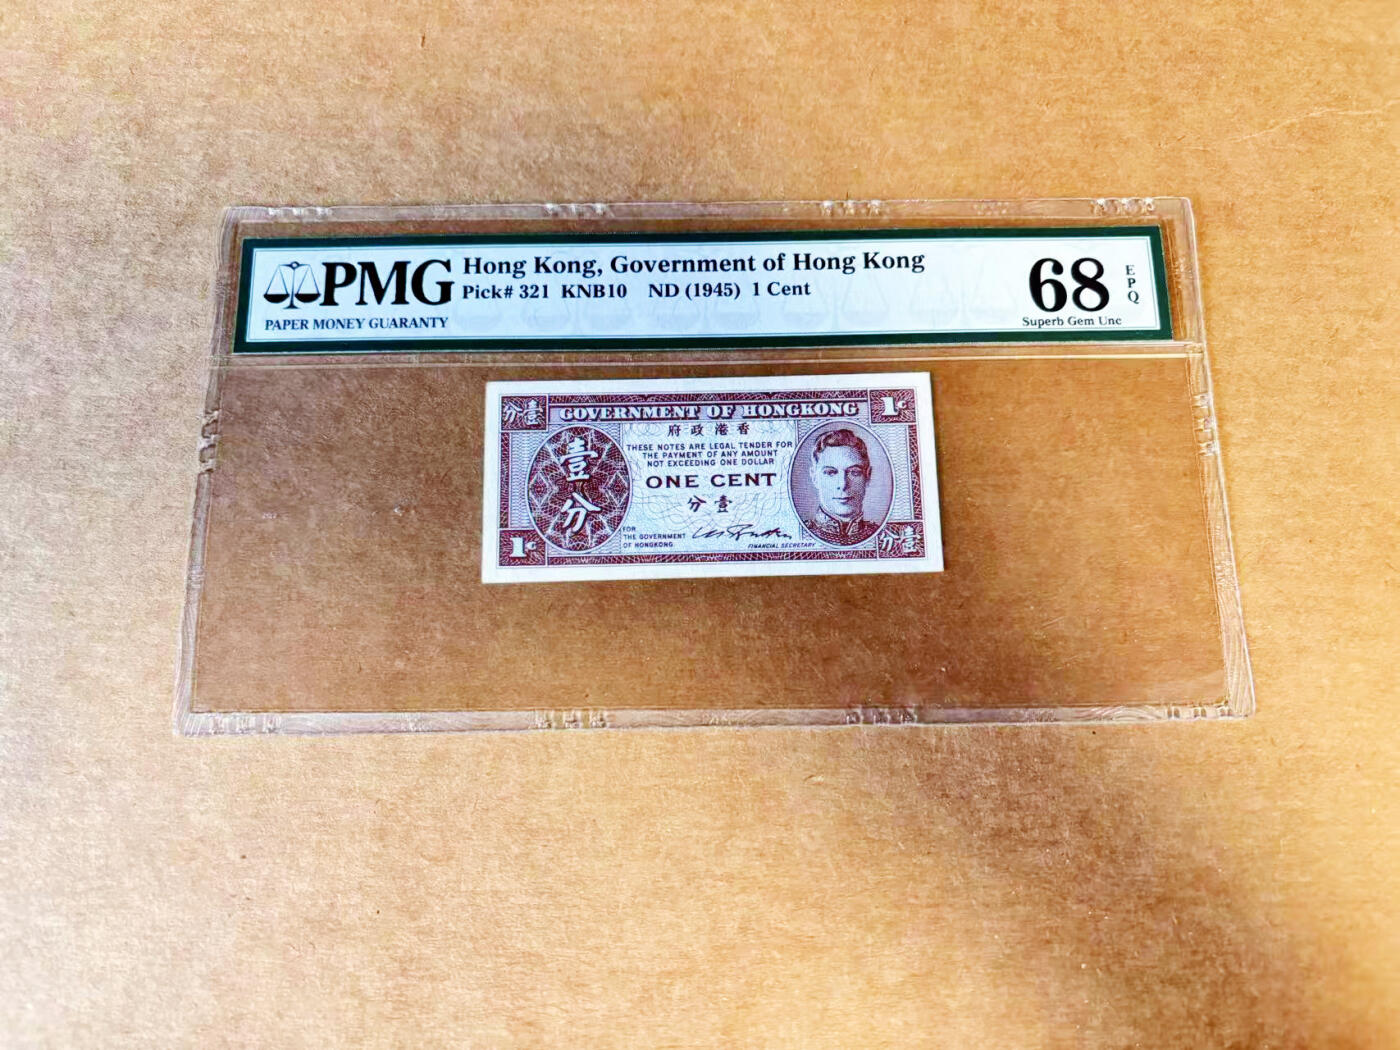 PMG
PAPER MONEY GUARANTY
Hong Kong, Government of Hong Kong
Pick# 321 KNB10 ND (1945) 1 Cent
68
EPQ
Superb Gem Unc
分壹
GOVERNMENT OF HONGKONG
1c
府政港香
THESE NOTES ARE LEGAL TENDER FOR
THE PAYMENT OF ANY AMOUNT
NOT EXCEEDING ONE DOLLAR
ONE CENT
分壹
壹
分
FOR
THE GOVERNMENT
OF HONGKONG
FINANCIAL SECRETARY
1c
分壹